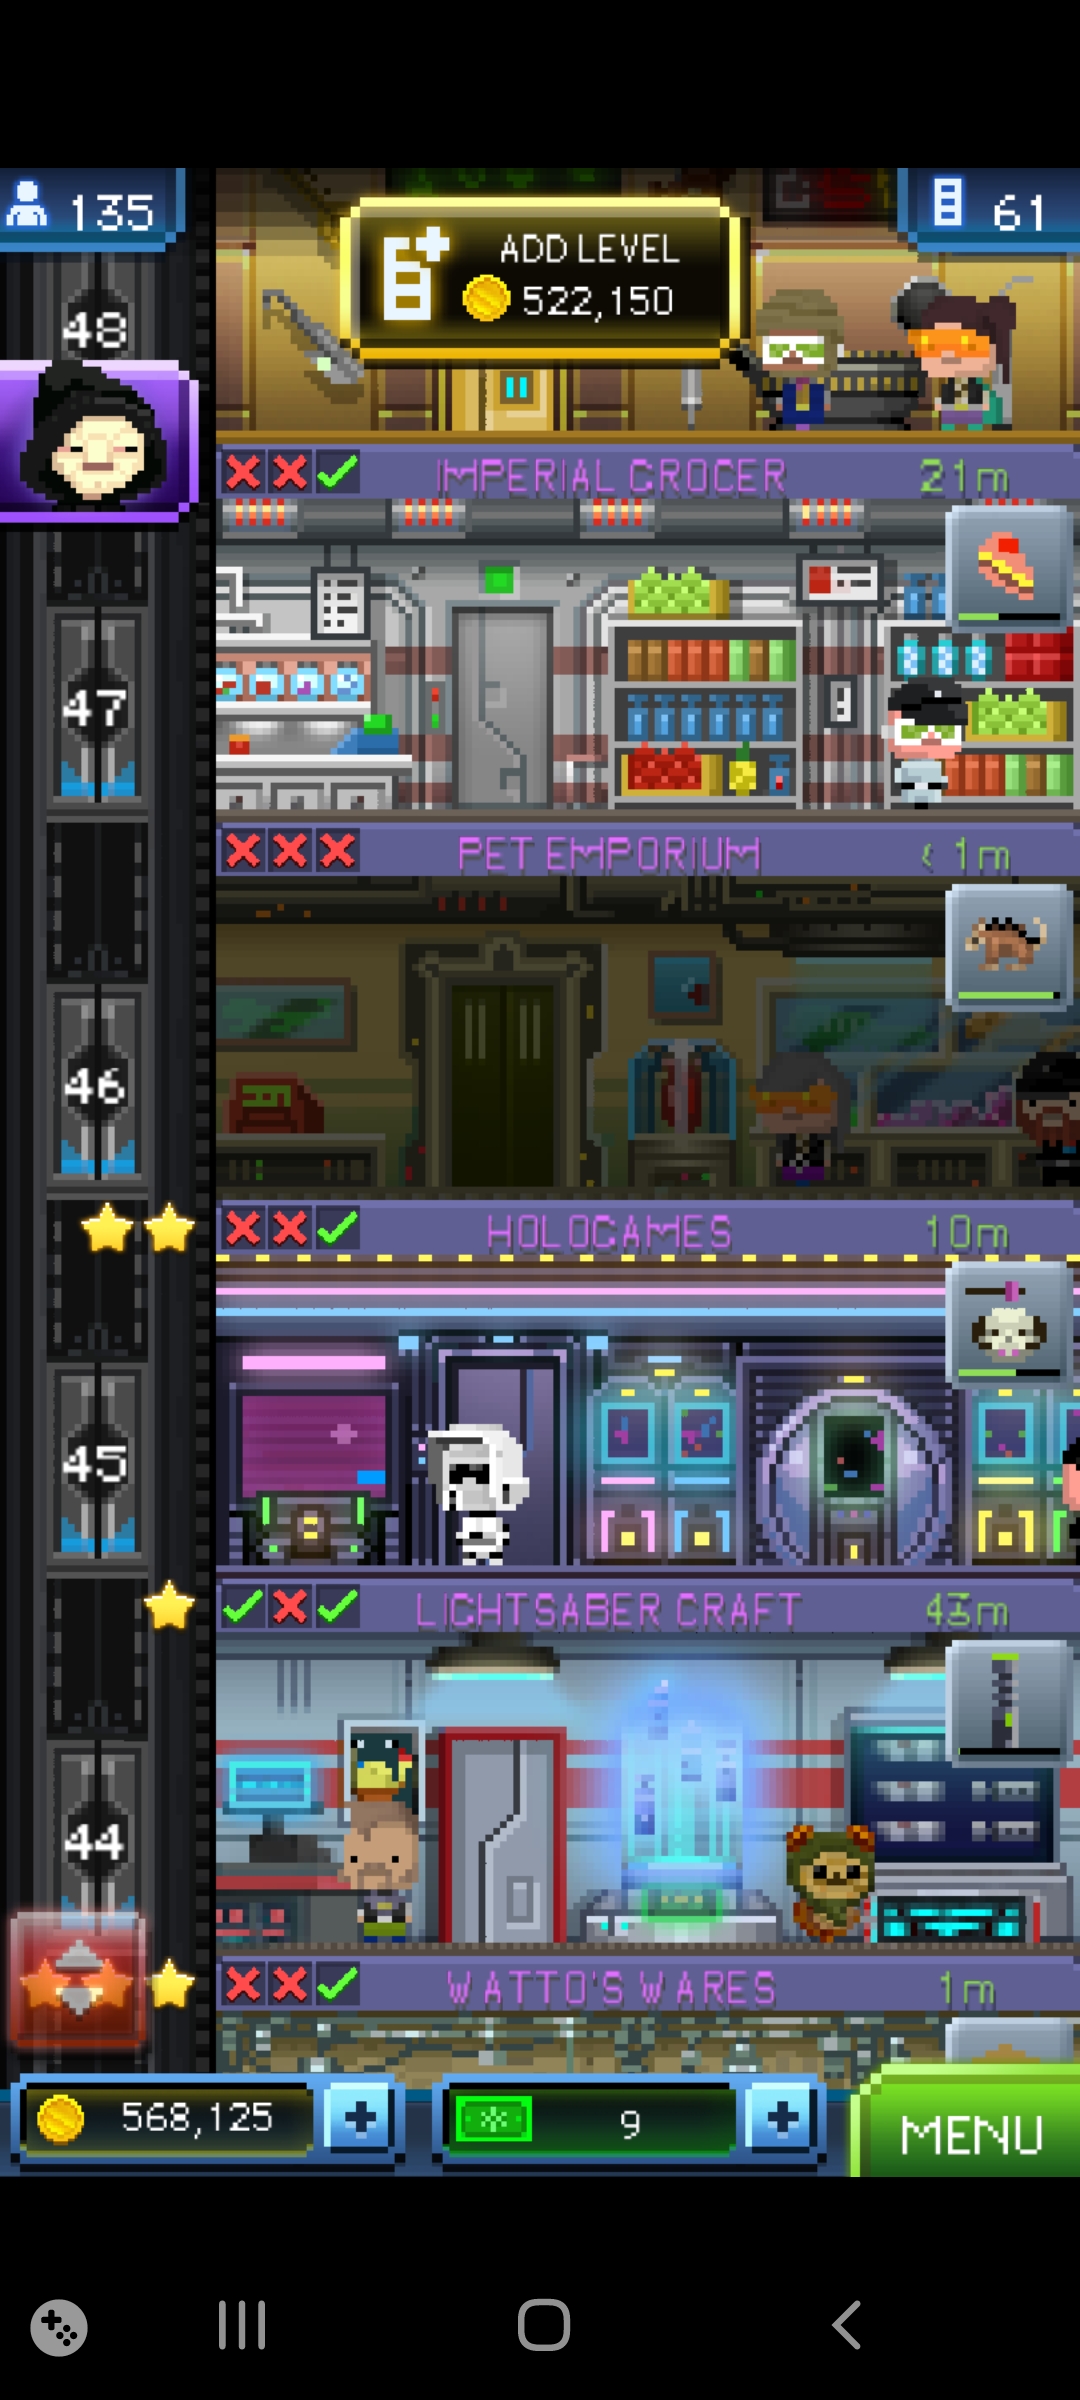 135
ADD LEVEL
522,150
61
48
IMPERIAL GROCER 21m
47
PET EMPORIUM < 1m
46
HOLOGAMES 10m
45
LIGHTSABER CRAFT 43m
44
WATTO'S WARES 1m
568,125
9
MENU